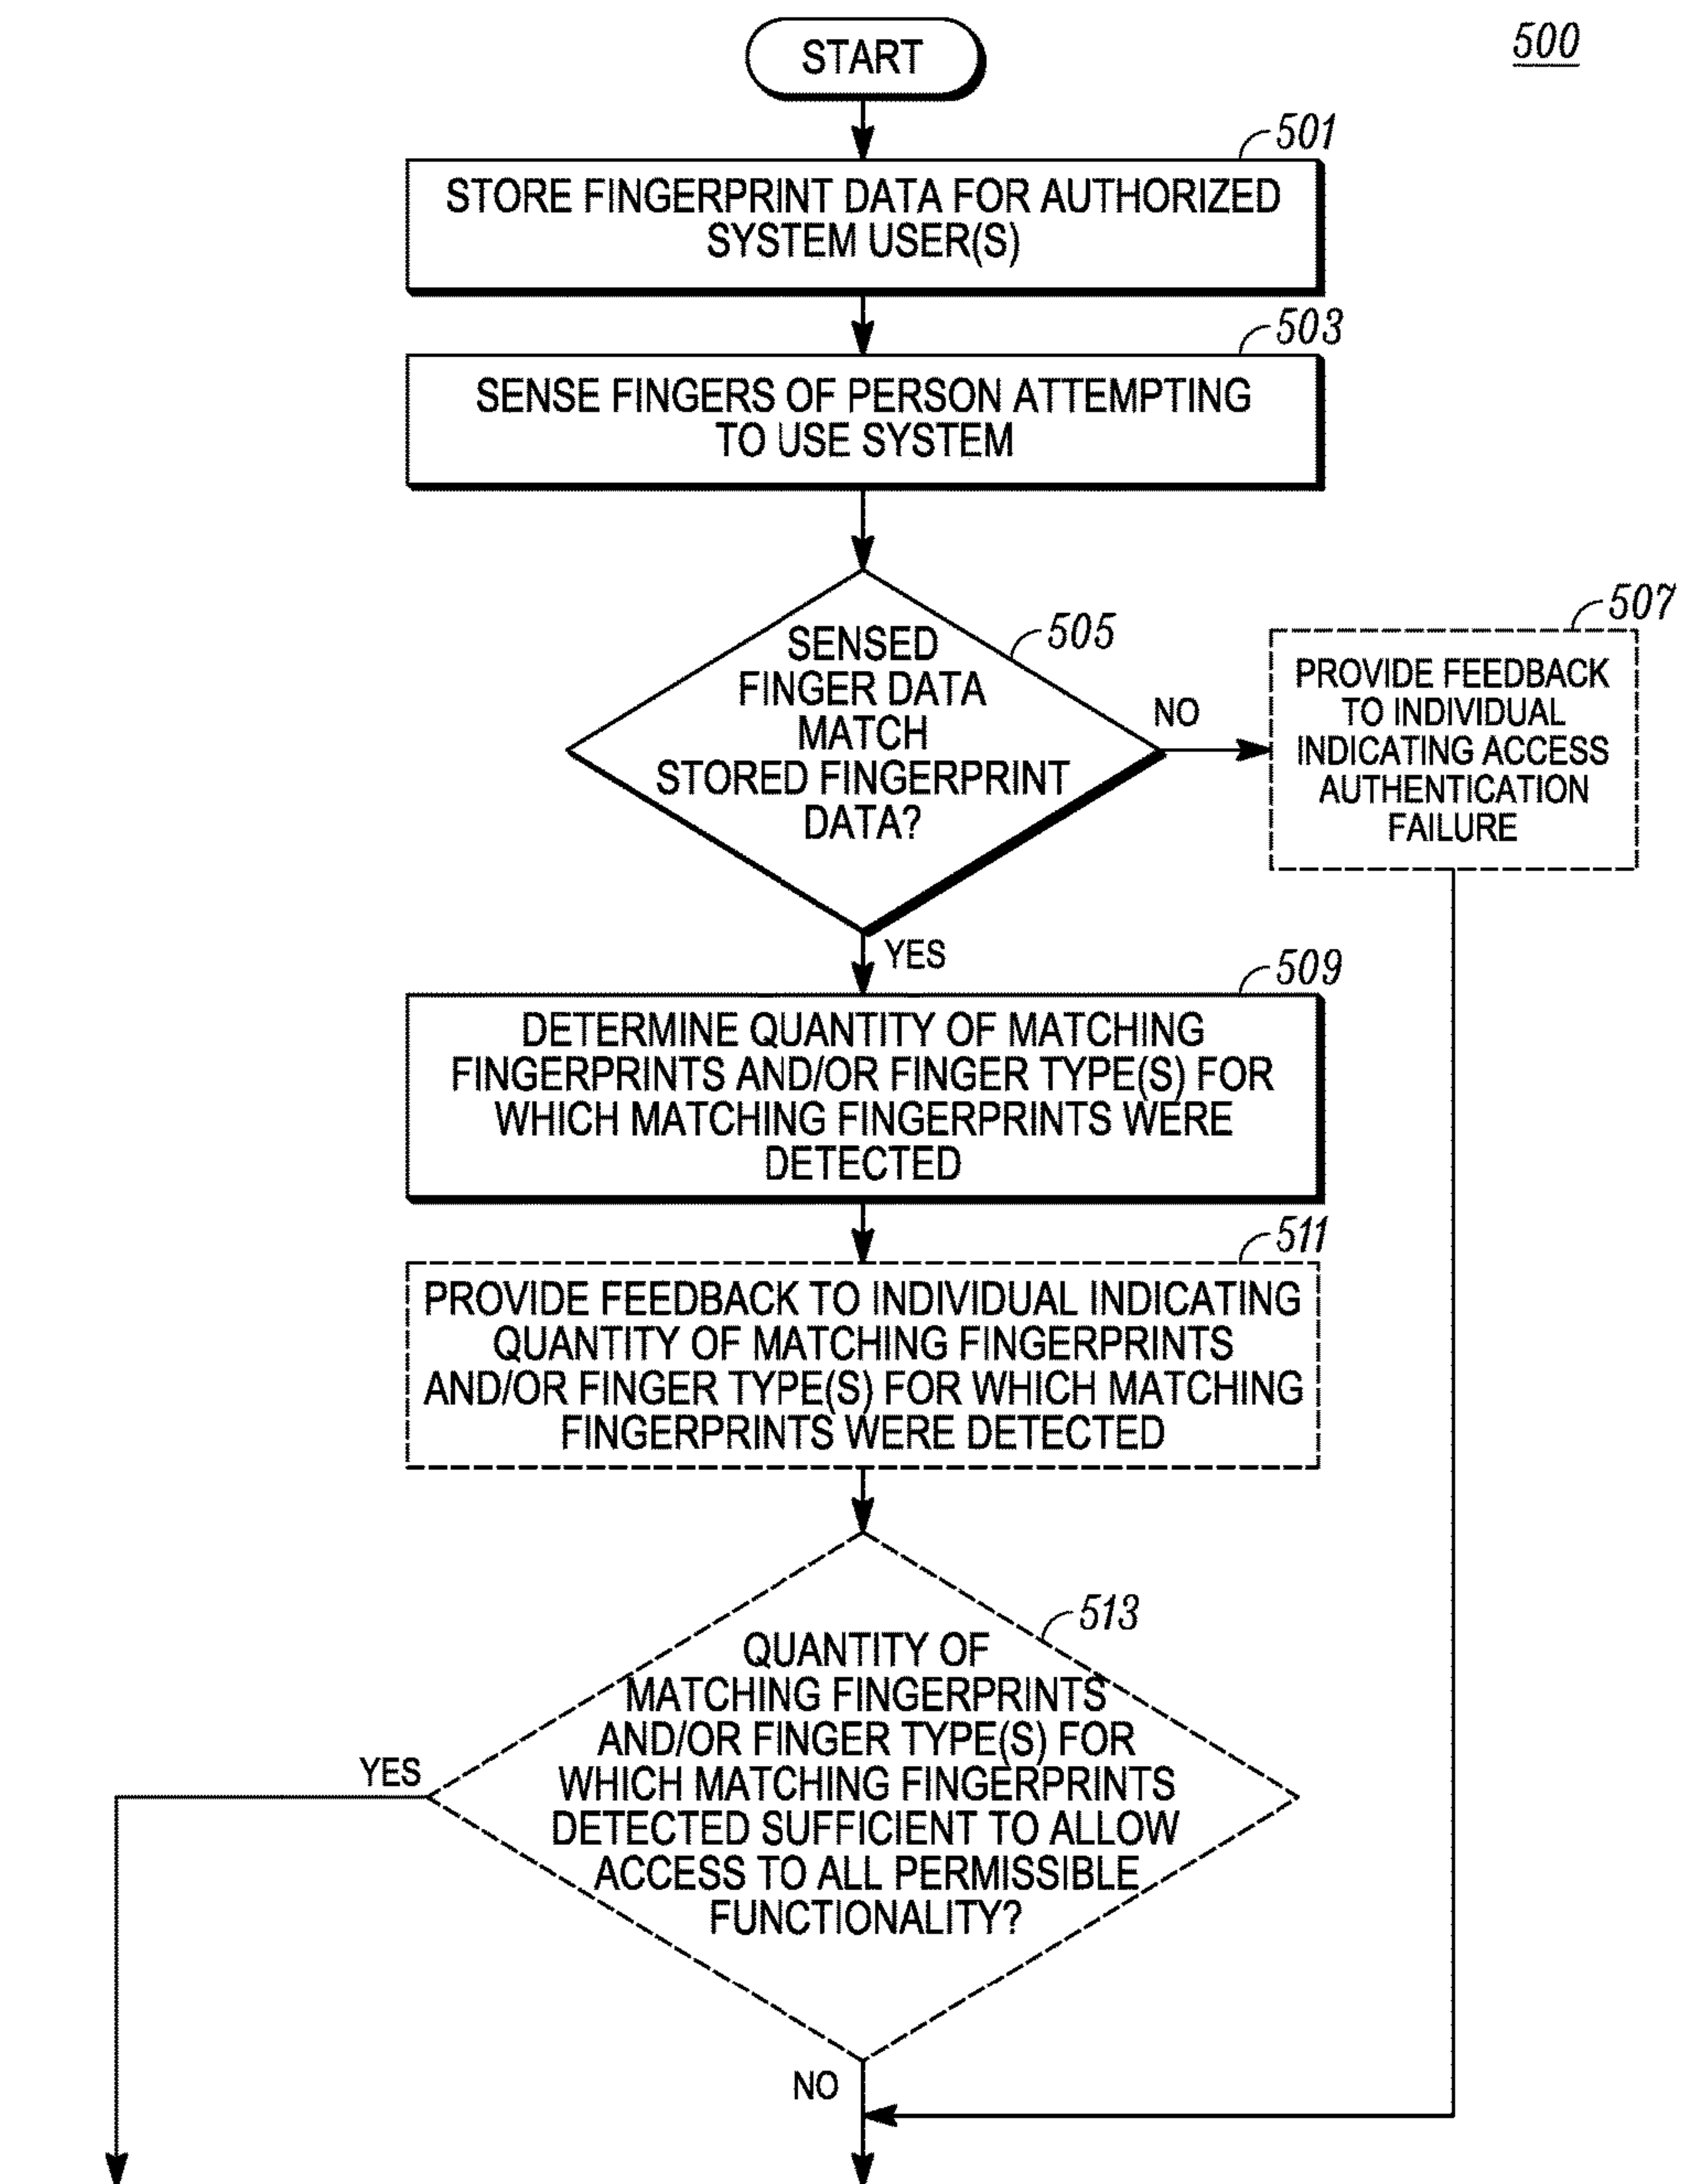 500
START
501
STORE FINGERPRINT DATA FOR AUTHORIZED
SYSTEM USER(S)
503
SENSE FINGERS OF PERSON ATTEMPTING
TO USE SYSTEM
505
SENSED
FINGER DATA
MATCH
STORED FINGERPRINT
DATA?
NO
507
PROVIDE FEEDBACK
TO INDIVIDUAL
INDICATING ACCESS
AUTHENTICATION
FAILURE
YES
509
DETERMINE QUANTITY OF MATCHING
FINGERPRINTS AND/OR FINGER TYPE(S) FOR
WHICH MATCHING FINGERPRINTS WERE
DETECTED
511
PROVIDE FEEDBACK TO INDIVIDUAL INDICATING
QUANTITY OF MATCHING FINGERPRINTS
AND/OR FINGER TYPE(S) FOR WHICH MATCHING
FINGERPRINTS WERE DETECTED
513
QUANTITY OF
MATCHING FINGERPRINTS
AND/OR FINGER TYPE(S) FOR
WHICH MATCHING FINGERPRINTS
DETECTED SUFFICIENT TO ALLOW
ACCESS TO ALL PERMISSIBLE
FUNCTIONALITY?
YES
NO